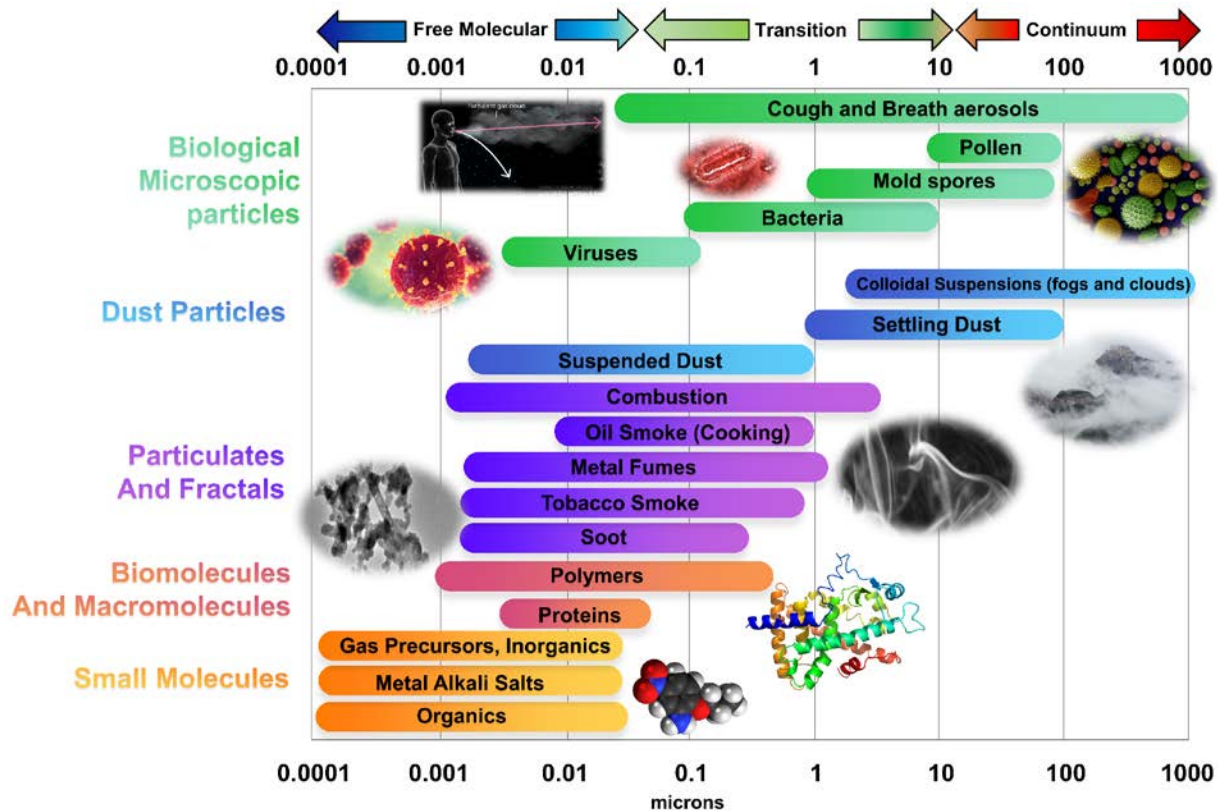 Free Molecular Transition Continuum
0.0001 0.001 0.01 0.1 1 10 100 1000
Turbulent gas cloud
Cough and Breath aerosols
Biological
Microscopic
particles
Pollen
Mold spores
Bacteria
Viruses
Dust Particles
Colloidal Suspensions (fogs and clouds)
Settling Dust
Suspended Dust
Particulates
And Fractals
Combustion
Oil Smoke (Cooking)
Metal Fumes
Tobacco Smoke
Soot
Biomolecules
And Macromolecules
Polymers
Proteins
Small Molecules
Gas Precursors, Inorganics
Metal Alkali Salts
Organics
0.0001 0.001 0.01 0.1 1 10 100 1000
microns